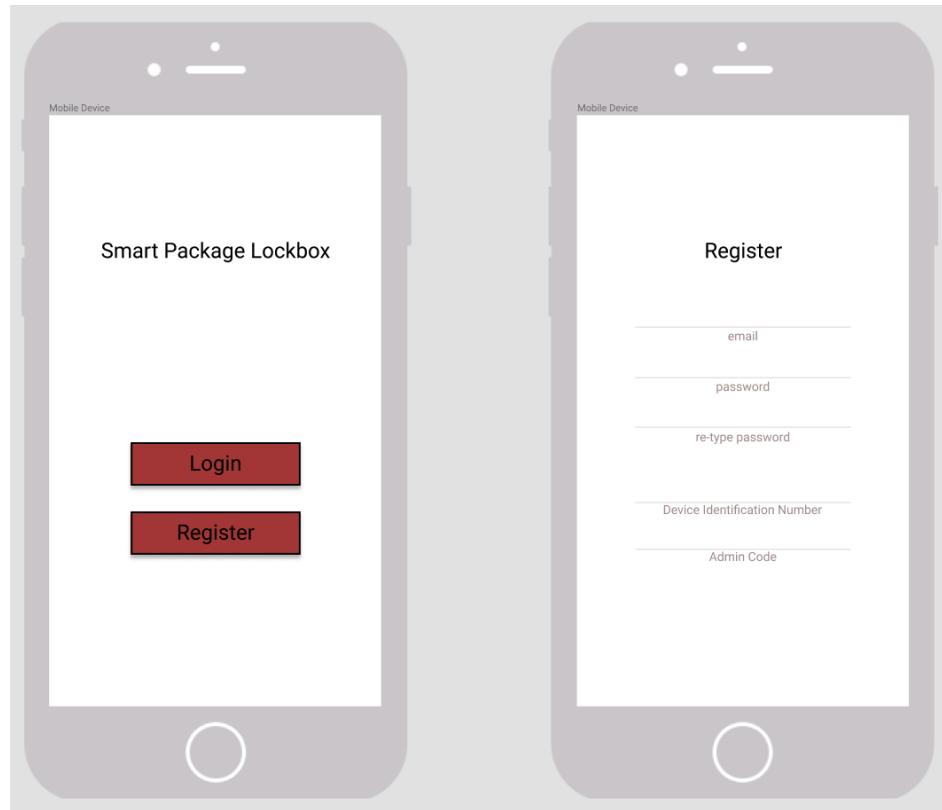 Mobile Device
Smart Package Lockbox
Login
Register
Mobile Device
Register
email
password
re-type password
Device Identification Number
Admin Code